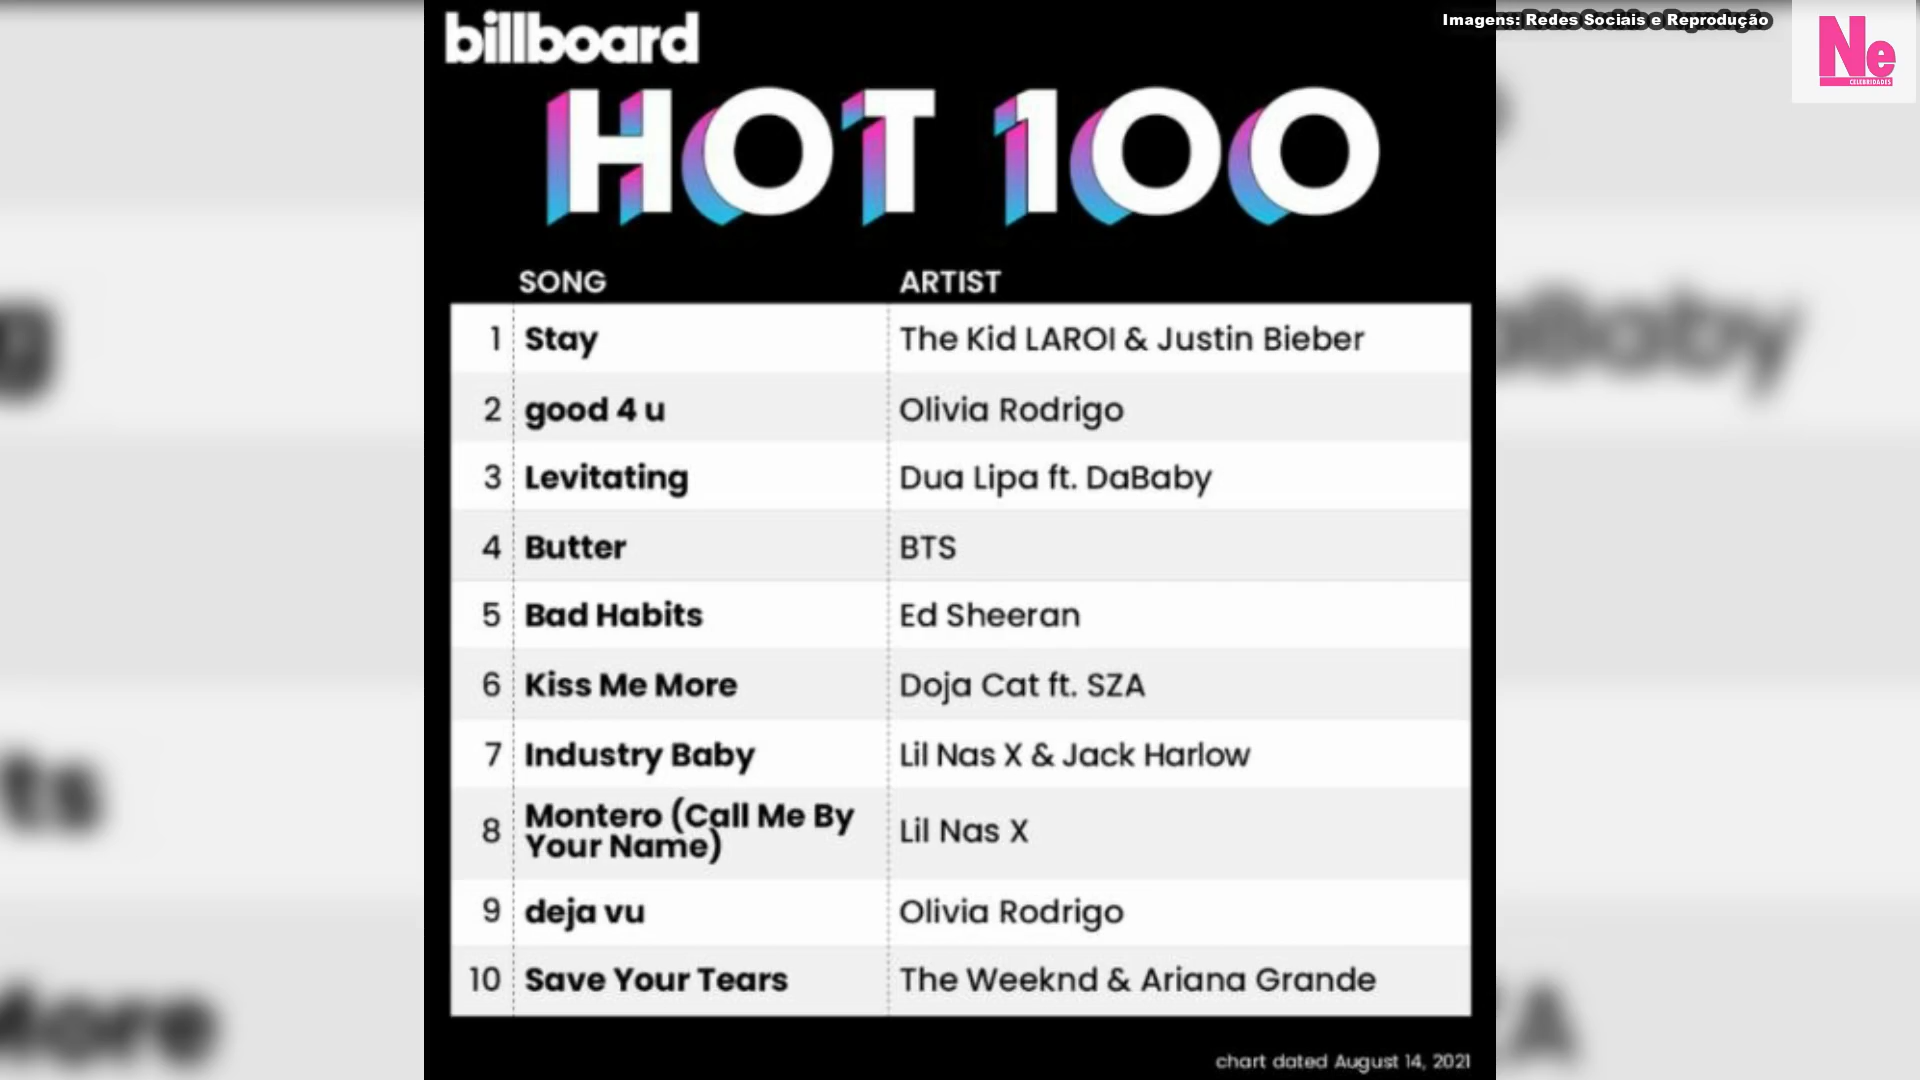 billboard
Imagens: Redes Sociais e Reprodução
Ne
CELEBRIDADES
HOT 100
SONG ARTIST
1 Stay The Kid LAROI & Justin Bieber
2 good 4 u Olivia Rodrigo
3 Levitating Dua Lipa ft. DaBaby
4 Butter BTS
5 Bad Habits Ed Sheeran
6 Kiss Me More Doja Cat ft. SZA
7 Industry Baby Lil Nas X & Jack Harlow
8 Montero (Call Me By
Your Name) Lil Nas X
9 deja vu Olivia Rodrigo
10 Save Your Tears The Weeknd & Ariana Grande
chart dated August 14, 2021